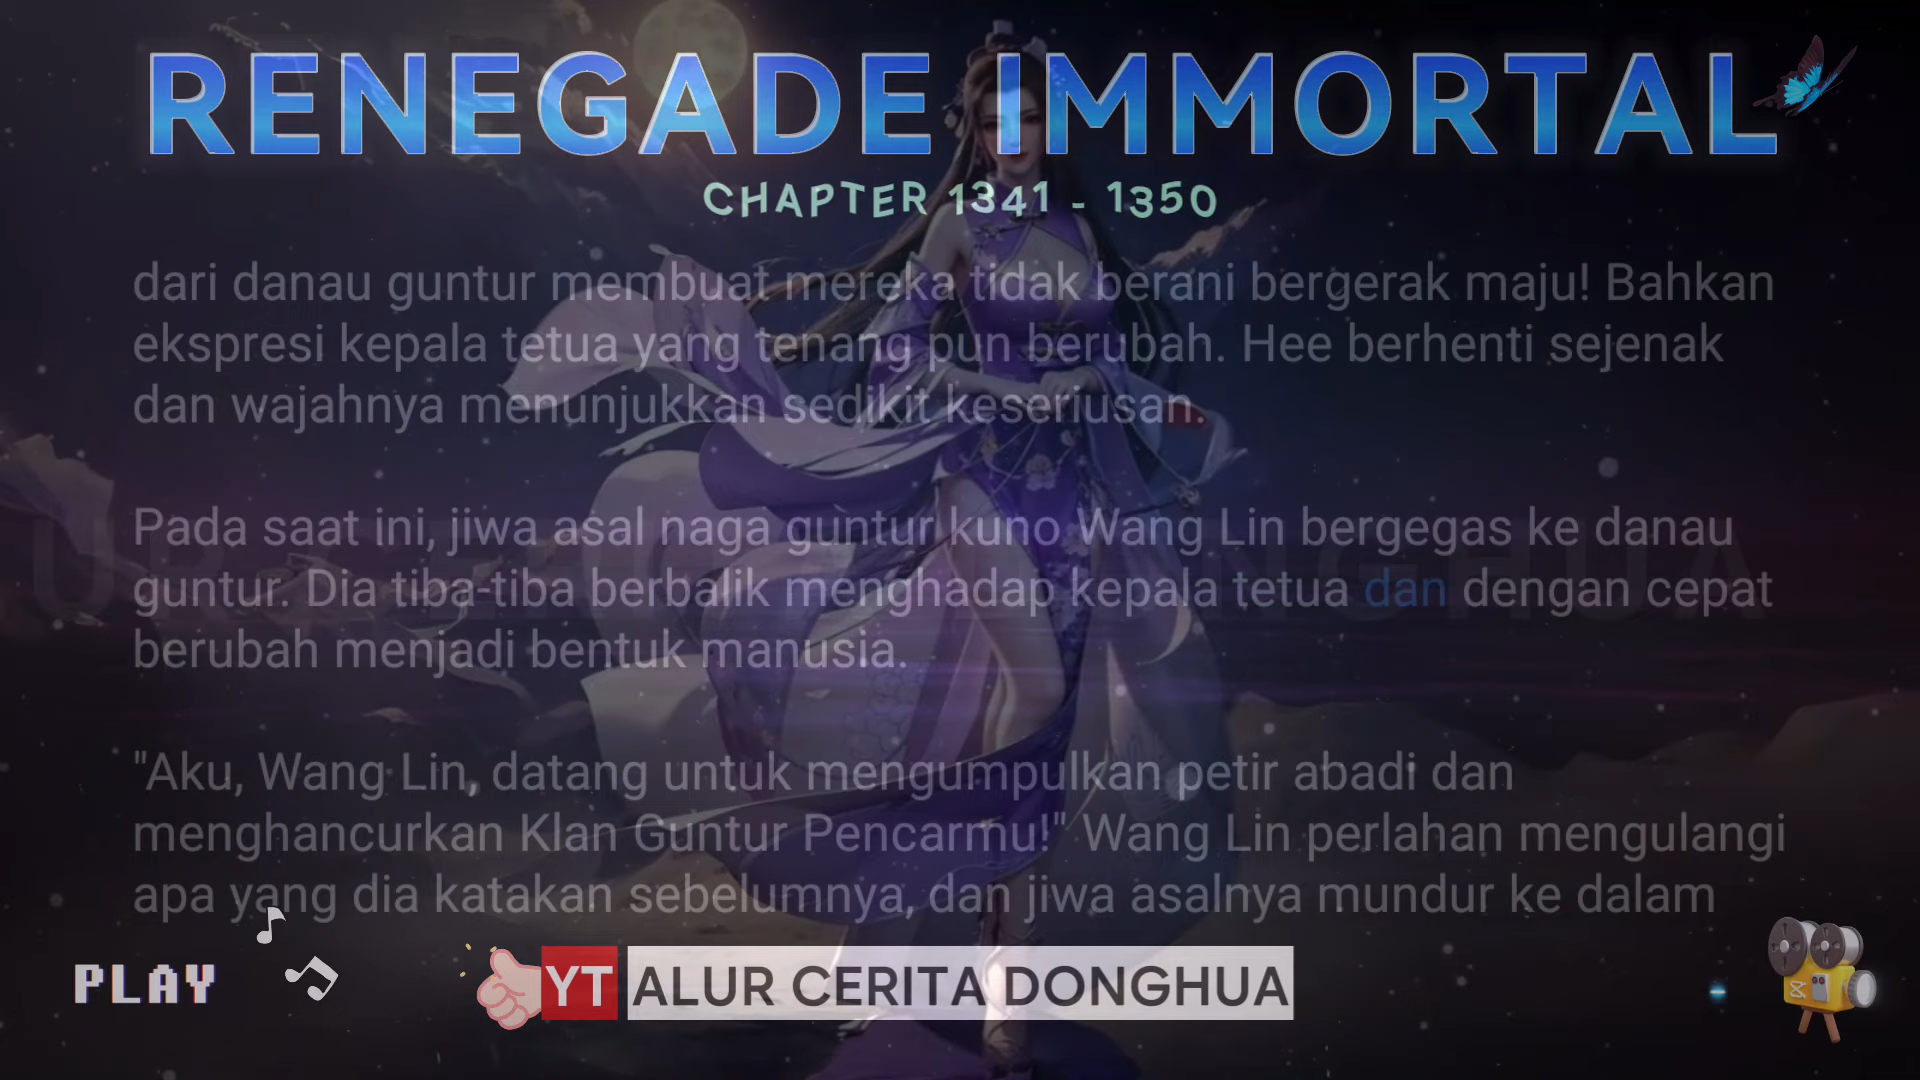 RENEGADE IMMORTAL
CHAPTER 1341 - 1350
dari danau guntur membuat mereka tidak berani bergerak maju! Bahkan
ekspresi kepala tetua yang tenang pun berubah. Hee berhenti sejenak
dan wajahnya menunjukkan sedikit keseriusan.
Pada saat ini, jiwa asal naga guntur kuno Wang Lin bergegas ke danau
guntur. Dia tiba-tiba berbalik menghadap kepala tetua dan dengan cepat
berubah menjadi bentuk manusia.
"Aku, Wang Lin, datang untuk mengumpulkan petir abadi dan
menghancurkan Klan Guntur Pencarmu!" Wang Lin perlahan mengulangi
apa yang dia katakan sebelumnya, dan jiwa asalnya mundur ke dalam
PLAY
YT ALUR CERITA DONGHUA